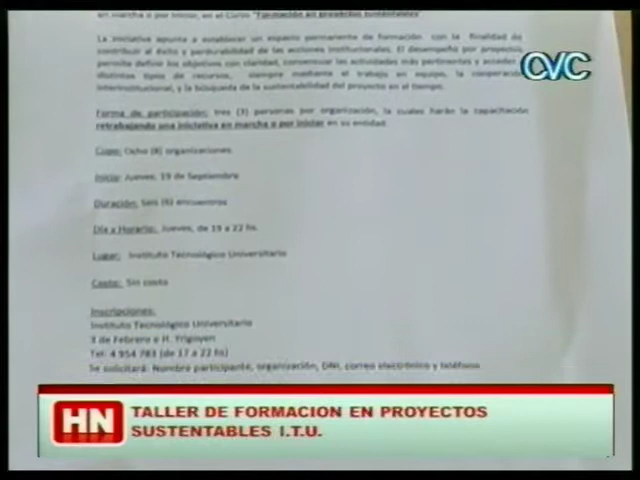 en marcha o por iniciar, en el Curso "Formación en proyectos sustentables"
La iniciativa apunta a establecer un espacio permanente de formación con la finalidad de
contribuir al éxito y perdurabilidad de las acciones institucionales. El desempeño por proyectos
permite definir los objetivos con claridad, consensuar las actividades más pertinentes y acceder a
distintos tipos de recursos, siempre mediante el trabajo en equipo, la cooperación
interinstitucional, y la búsqueda de la sustentabilidad del proyecto en el tiempo.
CVC
Forma de participación: tres (3) personas por organización, la cuales harán la capacitación
retrabajando una iniciativa en marcha o por iniciar en su entidad.
Cupo: Ocho (8) organizaciones.
Inicio: Jueves, 19 de Septiembre
Duración: Seis (6) encuentros
Día y Horario: Jueves, de 19 a 22 hs.
Lugar: Instituto Tecnológico Universitario
Costo: Sin costo
Inscripciones:
Instituto Tecnológico Universitario
3 de Febrero e H. Yrigoyen
Tel: 4 954 783 (de 17 a 22 hs)
Se solicitará: Nombre participante, organización, DNI, correo electrónico y teléfono.
HN
TALLER DE FORMACION EN PROYECTOS
SUSTENTABLES I.T.U.